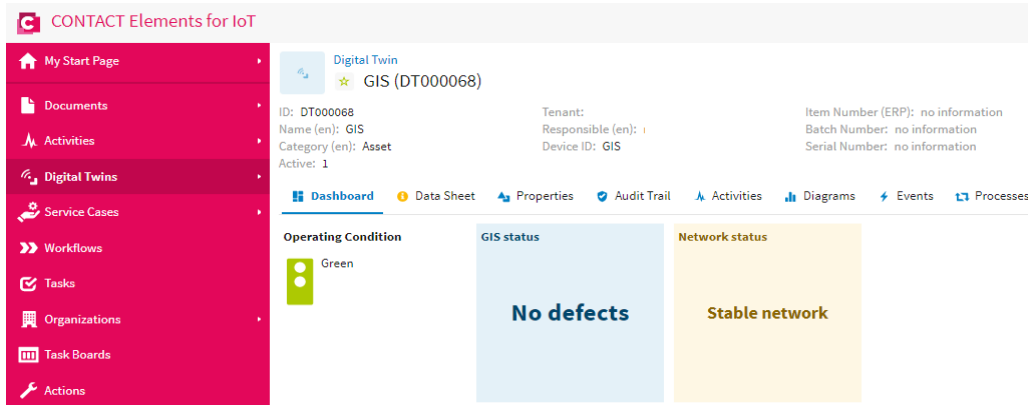 CONTACT Elements for IoT
My Start Page
Documents
Activities
Digital Twins
Service Cases
Workflows
Tasks
Organizations
Task Boards
Actions
Digital Twin
GIS (DT000068)
ID: DT000068
Name (en): GIS
Category (en): Asset
Active: 1
Tenant:
Responsible (en):
Device ID: GIS
Item Number (ERP): no information
Batch Number: no information
Serial Number: no information
Dashboard Data Sheet Properties Audit Trail Activities Diagrams Events Processes
Operating Condition
Green
GIS status
No defects
Network status
Stable network